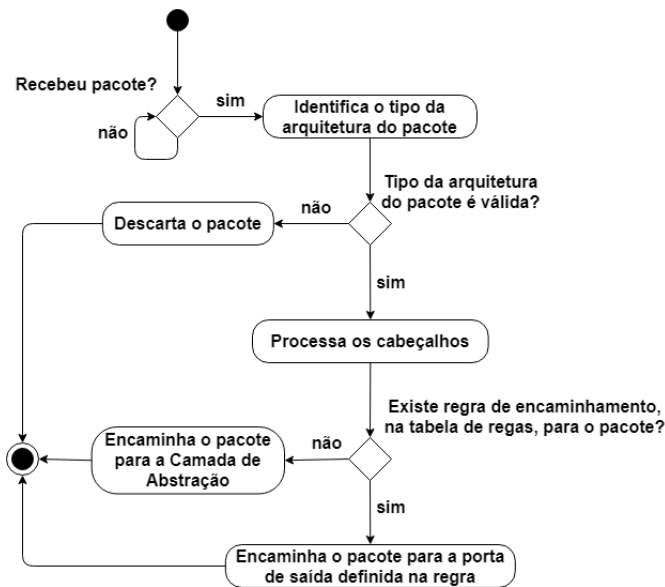 Recebeu pacote?
sim
não
Identifica o tipo da
arquitetura do pacote
Tipo da arquitetura
do pacote é válida?
não
Descarta o pacote
sim
Processa os cabeçalhos
Existe regra de encaminhamento,
na tabela de regas, para o pacote?
não
Encaminha o pacote
para a Camada de
Abstração
sim
Encaminha o pacote para a porta
de saída definida na regra